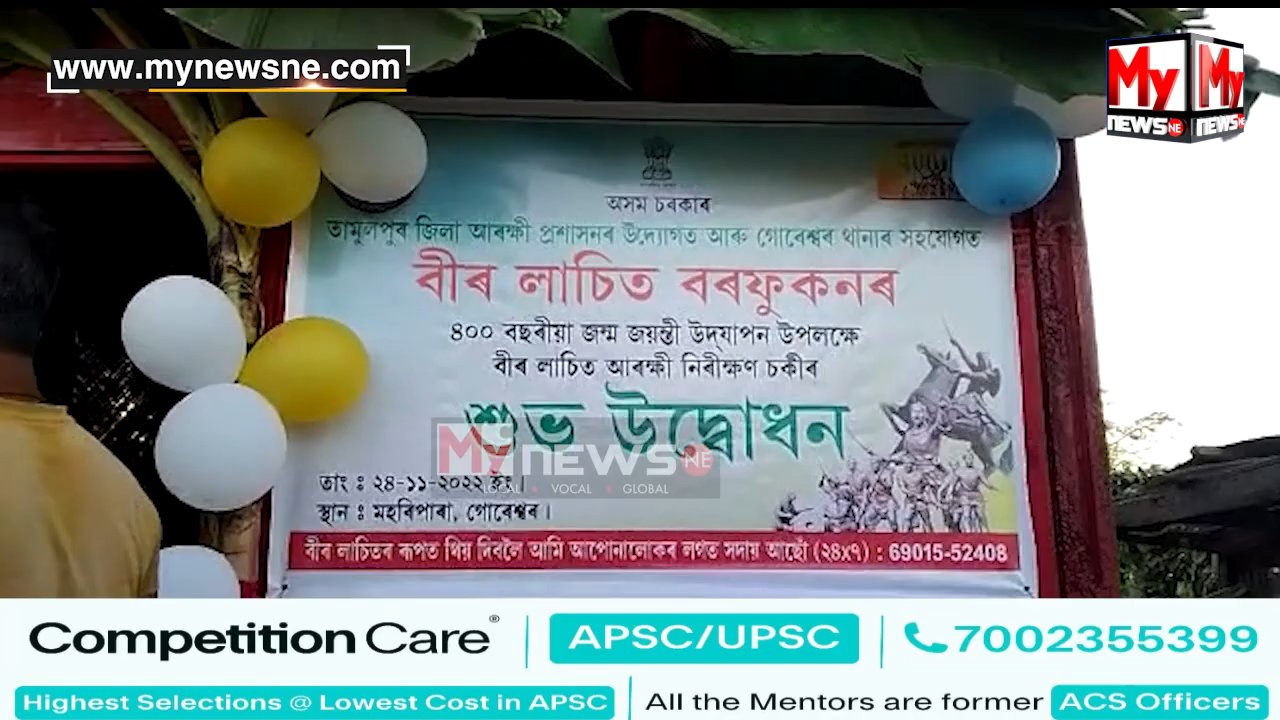 www.mynewsne.com
My My
NEWS NE NEWS NE
অসম চৰকাৰ
তামুলপুৰ জিলা আৰক্ষী প্ৰশাসনৰ উদ্যোগত আৰু গোৰেশ্বৰ থানাৰ সহযোগত
বীৰ লাচিত বৰফুকনৰ
৪০০ বছৰীয়া জন্ম জয়ন্তী উদ্‌যাপন উপলক্ষে
বীৰ লাচিত আৰক্ষী নিৰীক্ষণ চকীৰ
শুভ উদ্বোধন
My NEWS NE
LOCAL • VOCAL • GLOBAL
তাং ঃ ২৪-১১-২০২২ ইং।
স্থান ঃ মহৰিপাৰা, গোৰেশ্বৰ।
বীৰ লাচিতৰ ৰূপত থিয় দিবলৈ আমি আপোনালোকৰ লগত সদায় আছোঁ (২৪x৭) : 69015-52408
Competition Care® APSC/UPSC 7002355399
Highest Selections @ Lowest Cost in APSC All the Mentors are former ACS Officers